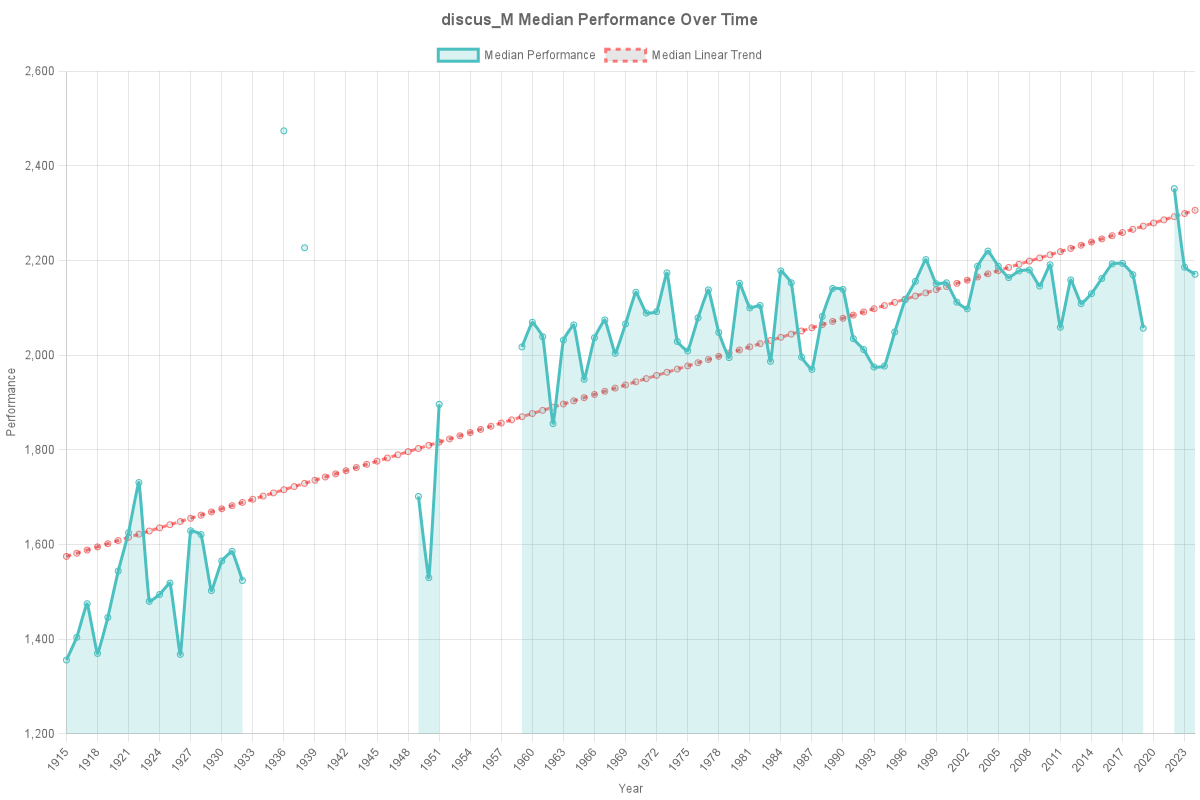 discus_M Median Performance Over Time
Median Performance Median Linear Trend
2,600
2,400
2,200
2,000
1,800
1,600
1,400
1,200
Performance
1915 1918 1921 1924 1927 1930 1933 1936 1939 1942 1945 1948 1951 1954 1957 1960 1963 1966 1969 1972 1975 1978 1981 1984 1987 1990 1993 1996 1999 2002 2005 2008 2011 2014 2017 2020 2023
Year